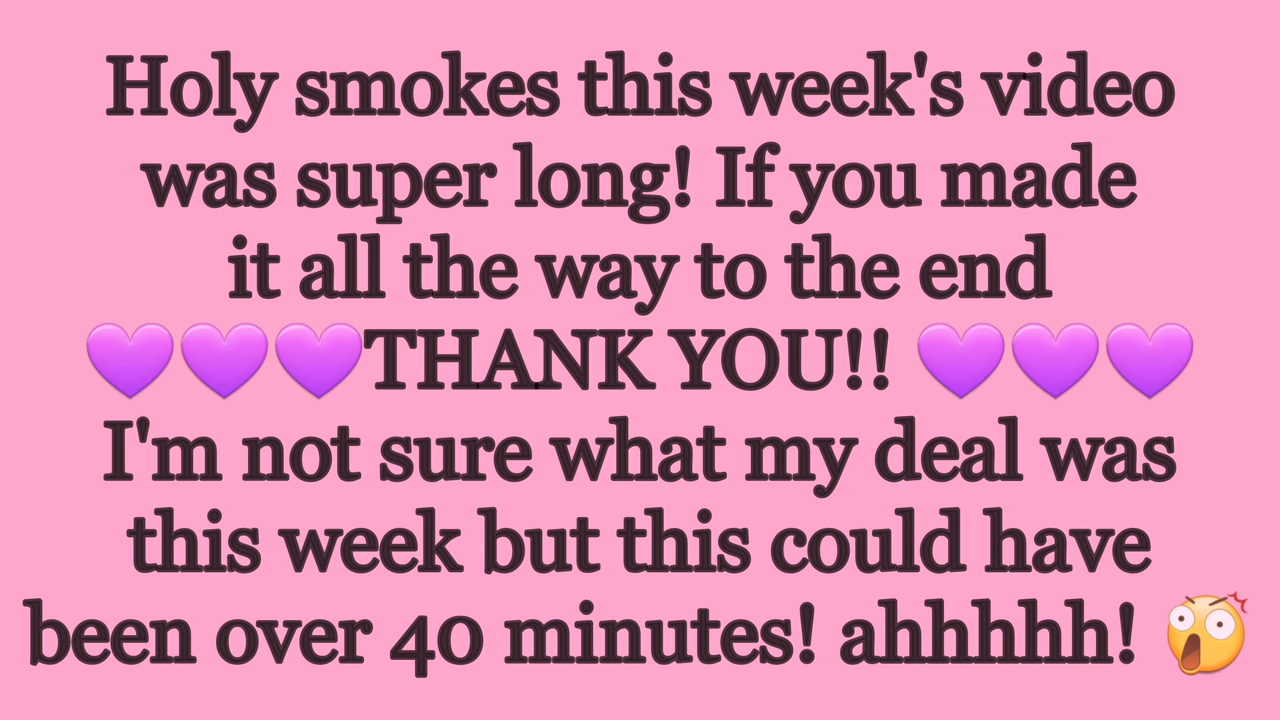 Holy smokes this week's video
was super long! If you made
it all the way to the end
💜💜💜THANK YOU!! 💜💜💜
I'm not sure what my deal was
this week but this could have
been over 40 minutes! ahhhhh! 😲